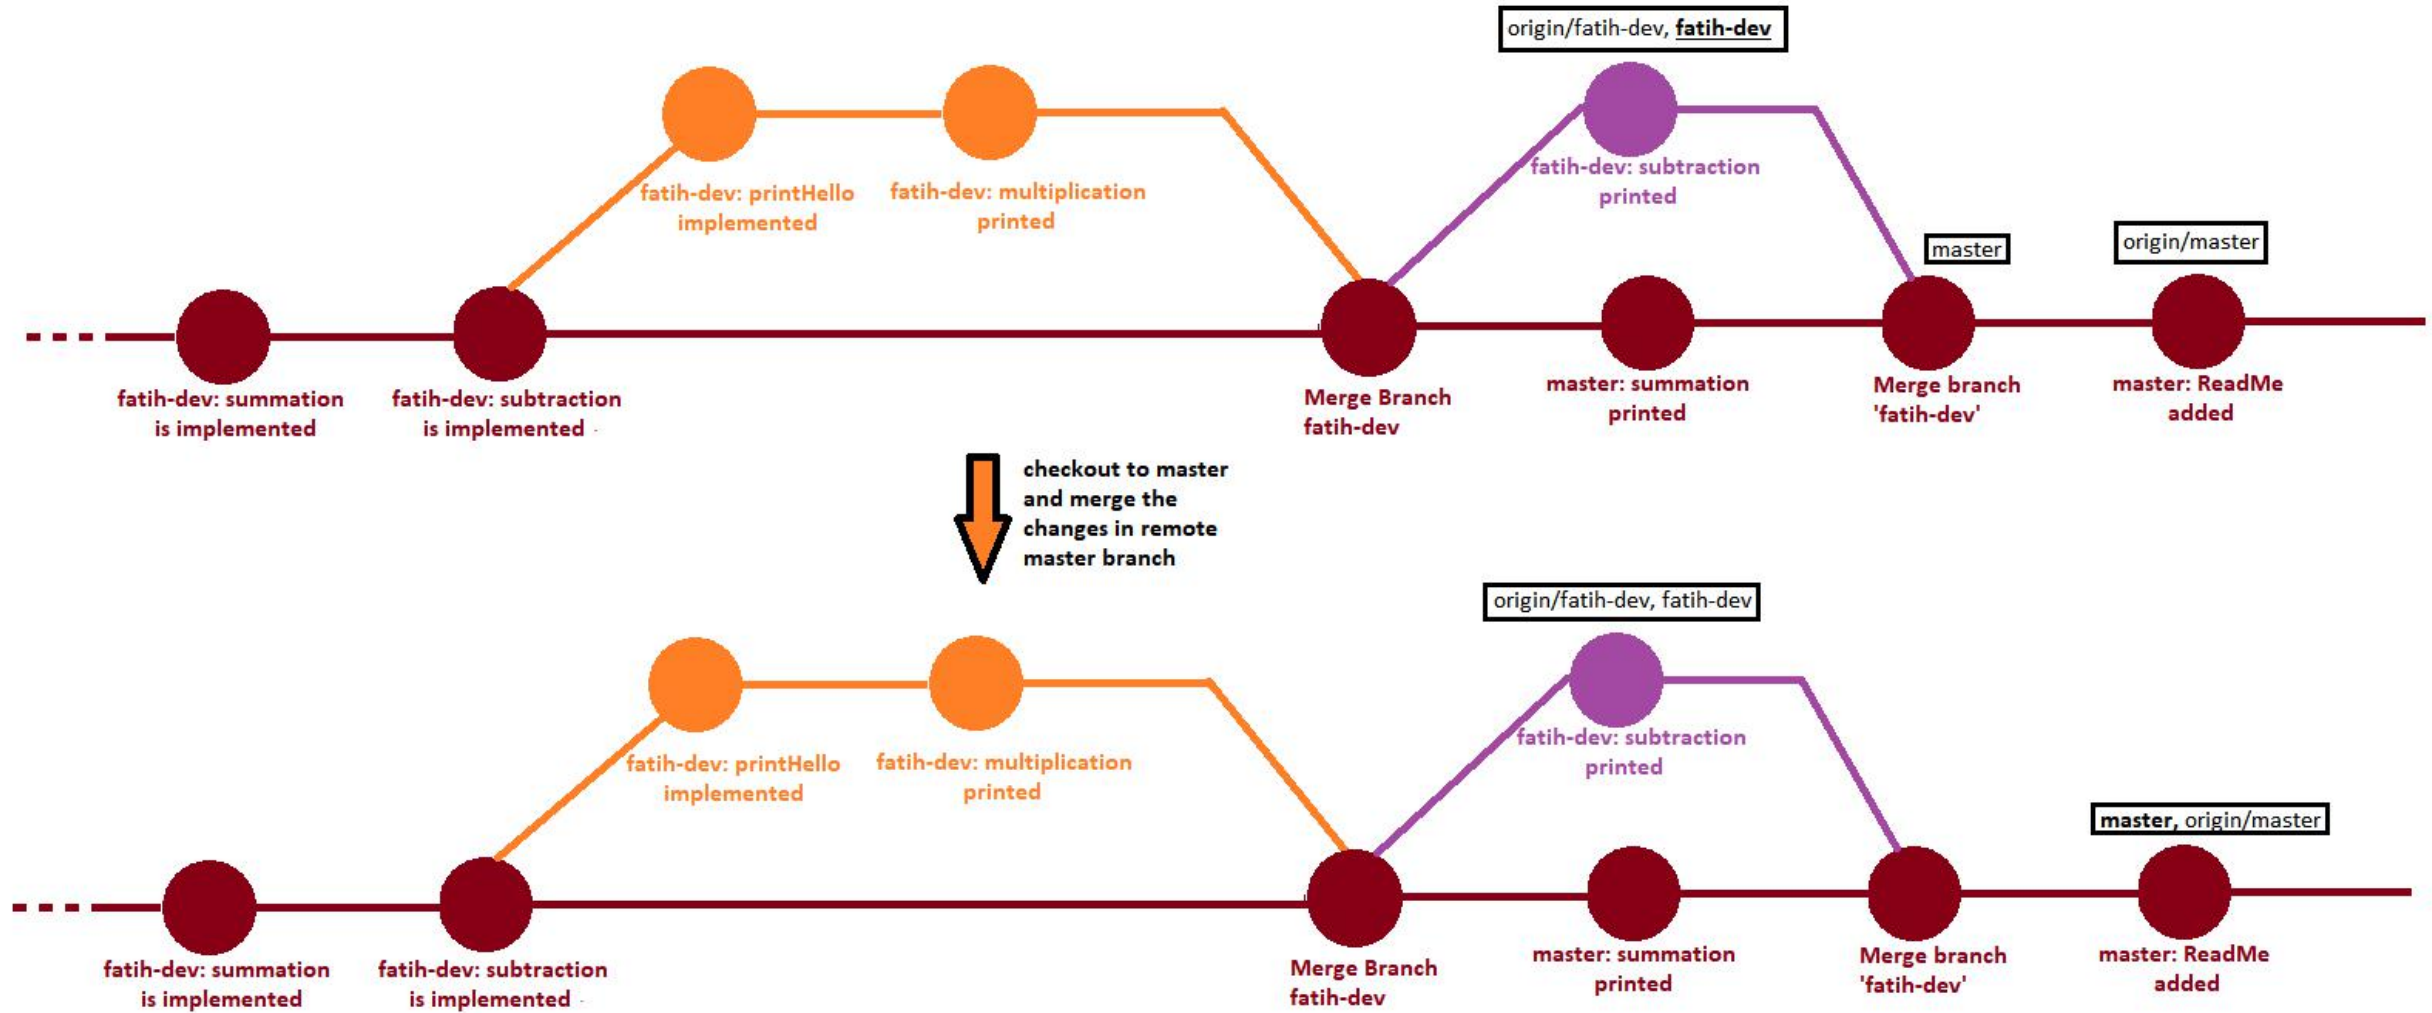 origin/fatih-dev, fatih-dev
fatih-dev: printHello
implemented
fatih-dev: multiplication
printed
fatih-dev: subtraction
printed
master
origin/master
fatih-dev: summation
is implemented
fatih-dev: subtraction
is implemented
Merge Branch
fatih-dev
master: summation
printed
Merge branch
'fatih-dev'
master: ReadMe
added
checkout to master
and merge the
changes in remote
master branch
origin/fatih-dev, fatih-dev
fatih-dev: printHello
implemented
fatih-dev: multiplication
printed
fatih-dev: subtraction
printed
master, origin/master
fatih-dev: summation
is implemented
fatih-dev: subtraction
is implemented
Merge Branch
fatih-dev
master: summation
printed
Merge branch
'fatih-dev'
master: ReadMe
added